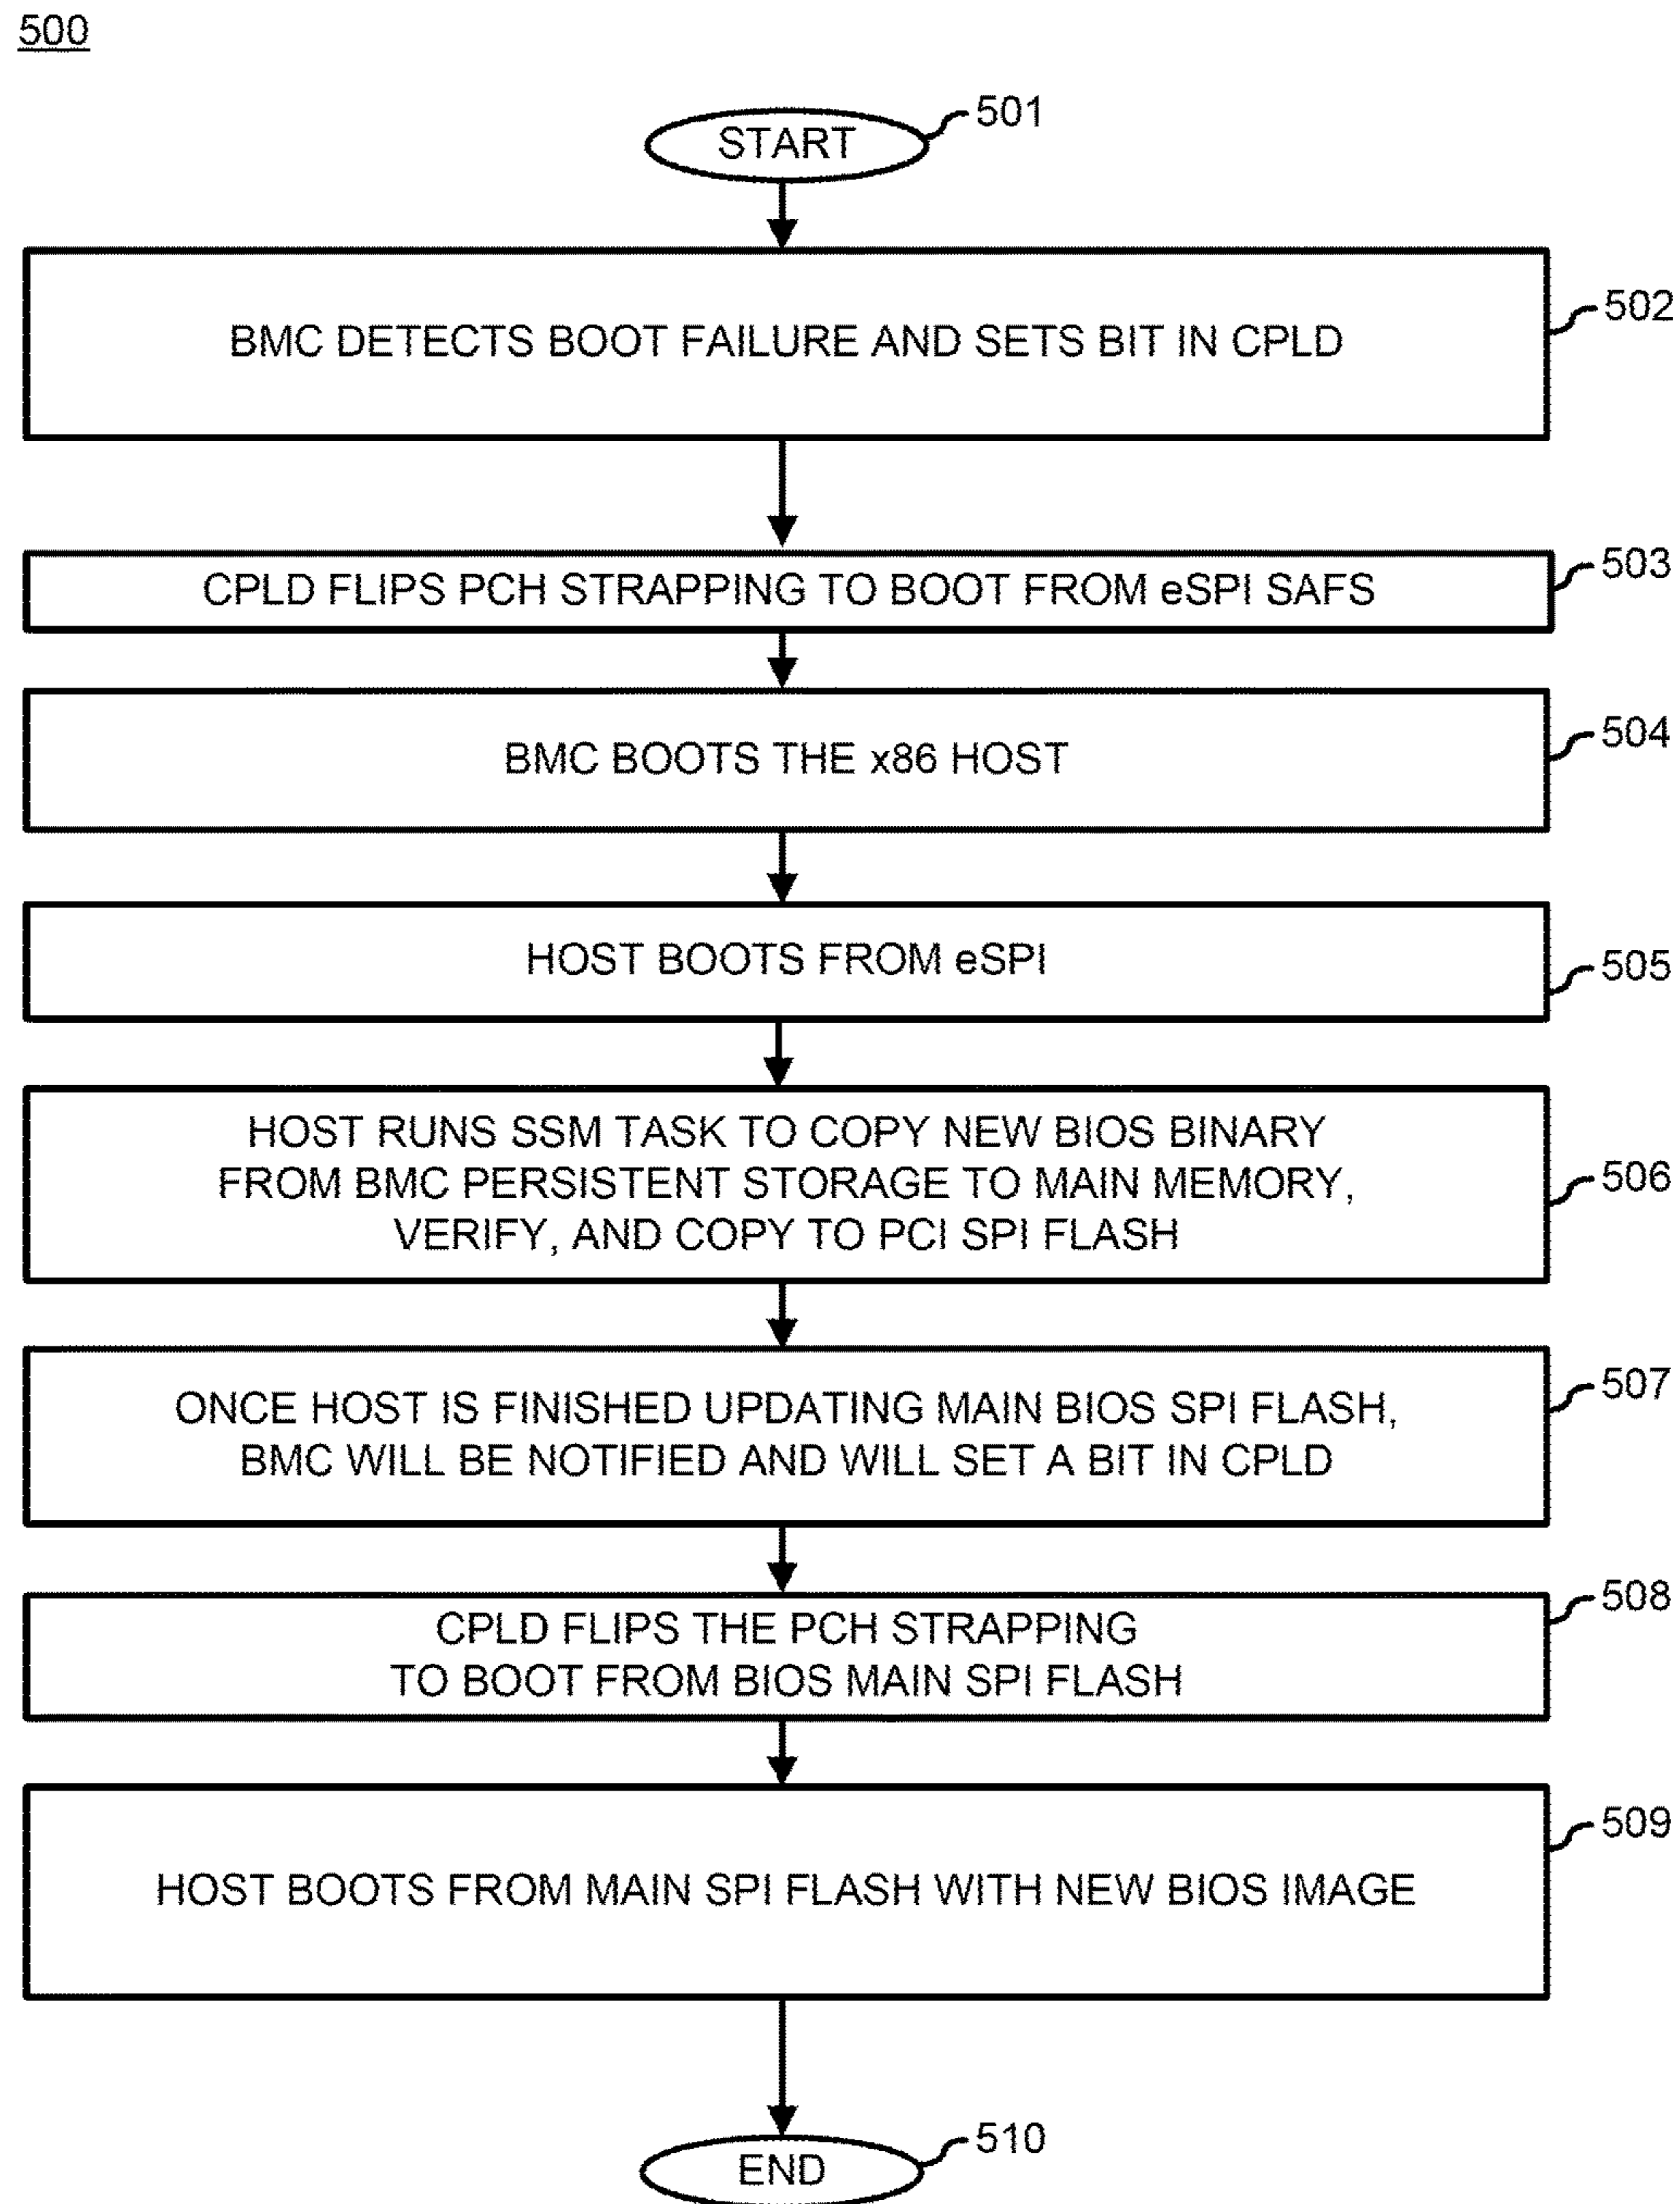 500
START
501
BMC DETECTS BOOT FAILURE AND SETS BIT IN CPLD
502
CPLD FLIPS PCH STRAPPING TO BOOT FROM eSPI SAFS
503
BMC BOOTS THE x86 HOST
504
HOST BOOTS FROM eSPI
505
HOST RUNS SSM TASK TO COPY NEW BIOS BINARY
FROM BMC PERSISTENT STORAGE TO MAIN MEMORY,
VERIFY, AND COPY TO PCI SPI FLASH
506
ONCE HOST IS FINISHED UPDATING MAIN BIOS SPI FLASH,
BMC WILL BE NOTIFIED AND WILL SET A BIT IN CPLD
507
CPLD FLIPS THE PCH STRAPPING
TO BOOT FROM BIOS MAIN SPI FLASH
508
HOST BOOTS FROM MAIN SPI FLASH WITH NEW BIOS IMAGE
509
END
510